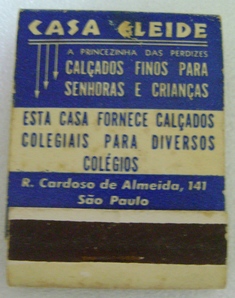 CASA CLEIDE
A PRINCEZINHA DAS PERDIZES
CALÇADOS FINOS PARA
SENHORAS E CRIANÇAS
ESTA CASA FORNECE CALÇADOS
COLEGIAIS PARA DIVERSOS
COLÉGIOS
R. Cardoso de Almeida, 141
São Paulo